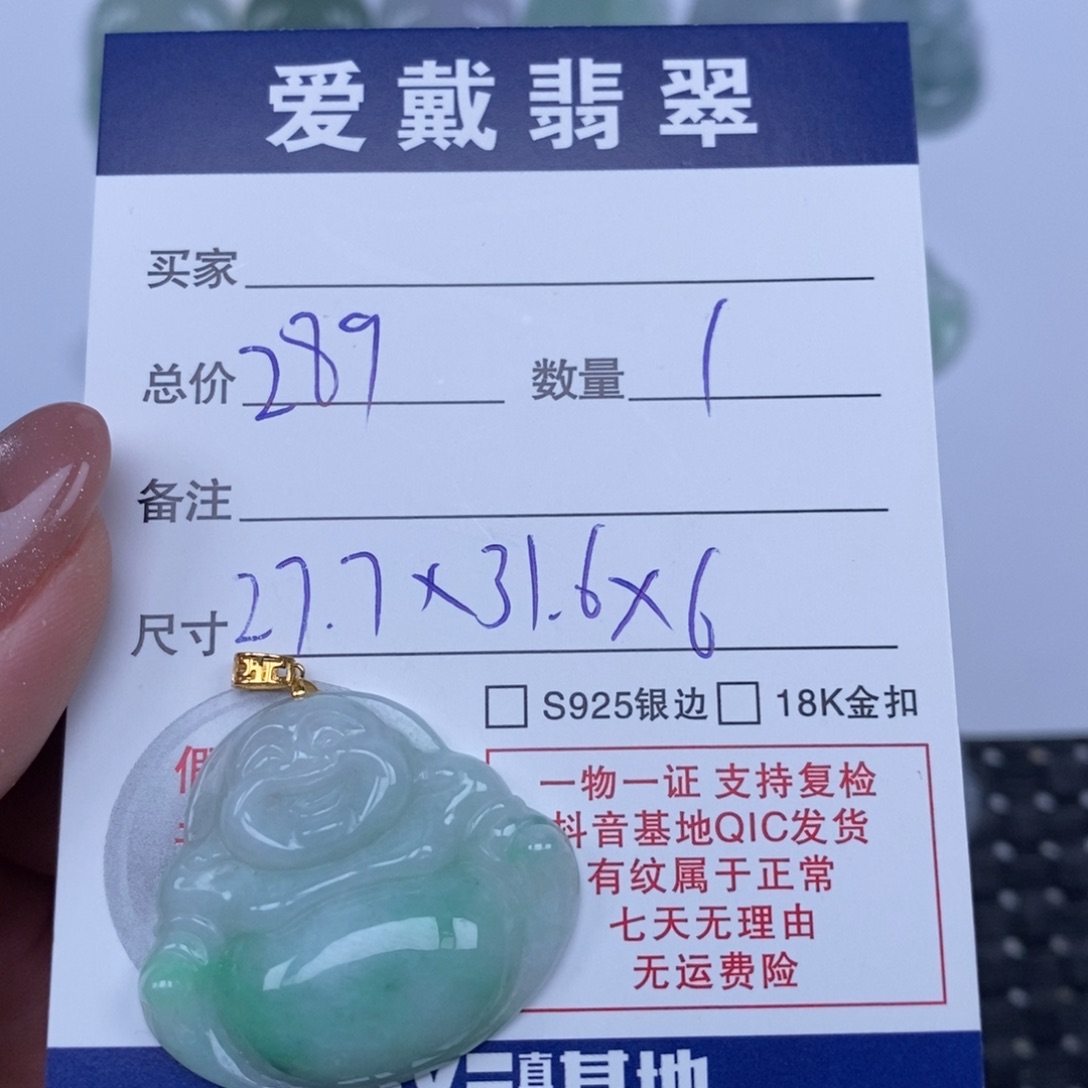 爱戴翡翠
买家
总价 289 数量 1
备注
尺寸 27.7×31.6×6
S925银边 18K金扣
一物一证 支持复检
抖音基地QIC发货
有纹属于正常
七天无理由
无运费险
基地